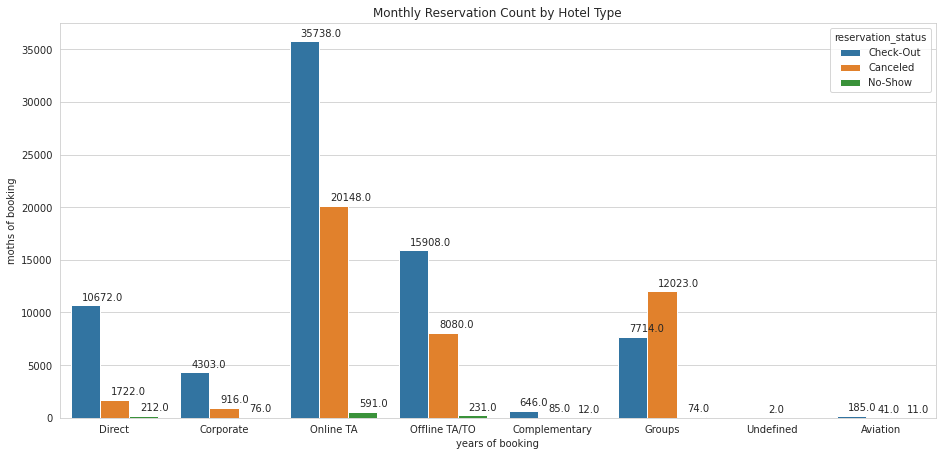 Monthly Reservation Count by Hotel Type
reservation_status
Check-Out
Canceled
No-Show
moths of booking
35000
30000
25000
20000
15000
10000
5000
0
10672.0
1722.0
212.0
4303.0
916.0
76.0
35738.0
20148.0
591.0
15908.0
8080.0
231.0
646.0
85.0
12.0
7714.0
12023.0
74.0
2.0
185.0
41.0
11.0
Direct
Corporate
Online TA
Offline TA/TO
Complementary
Groups
Undefined
Aviation
years of booking